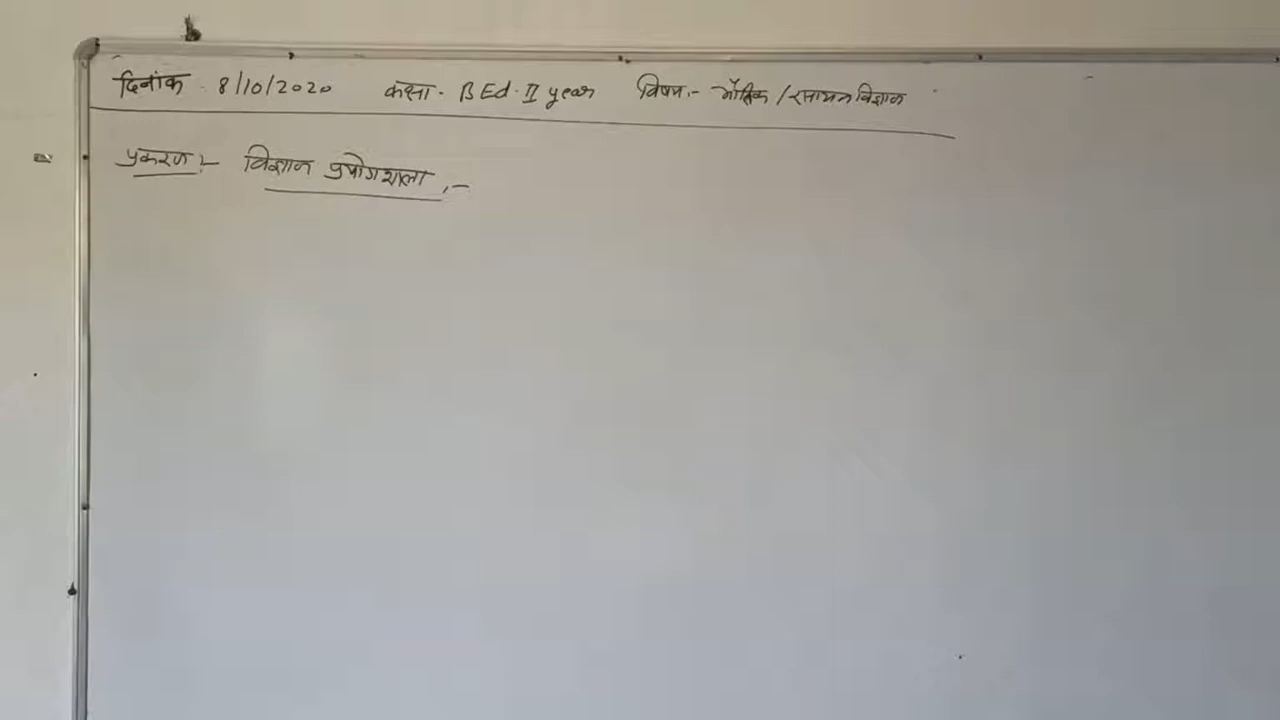 दिनांक . 8/10/2020 कक्षा . B Ed . II year विषय :- भौतिक / रसायन विज्ञान
प्रकरण :- विज्ञान प्रयोगशाला :-